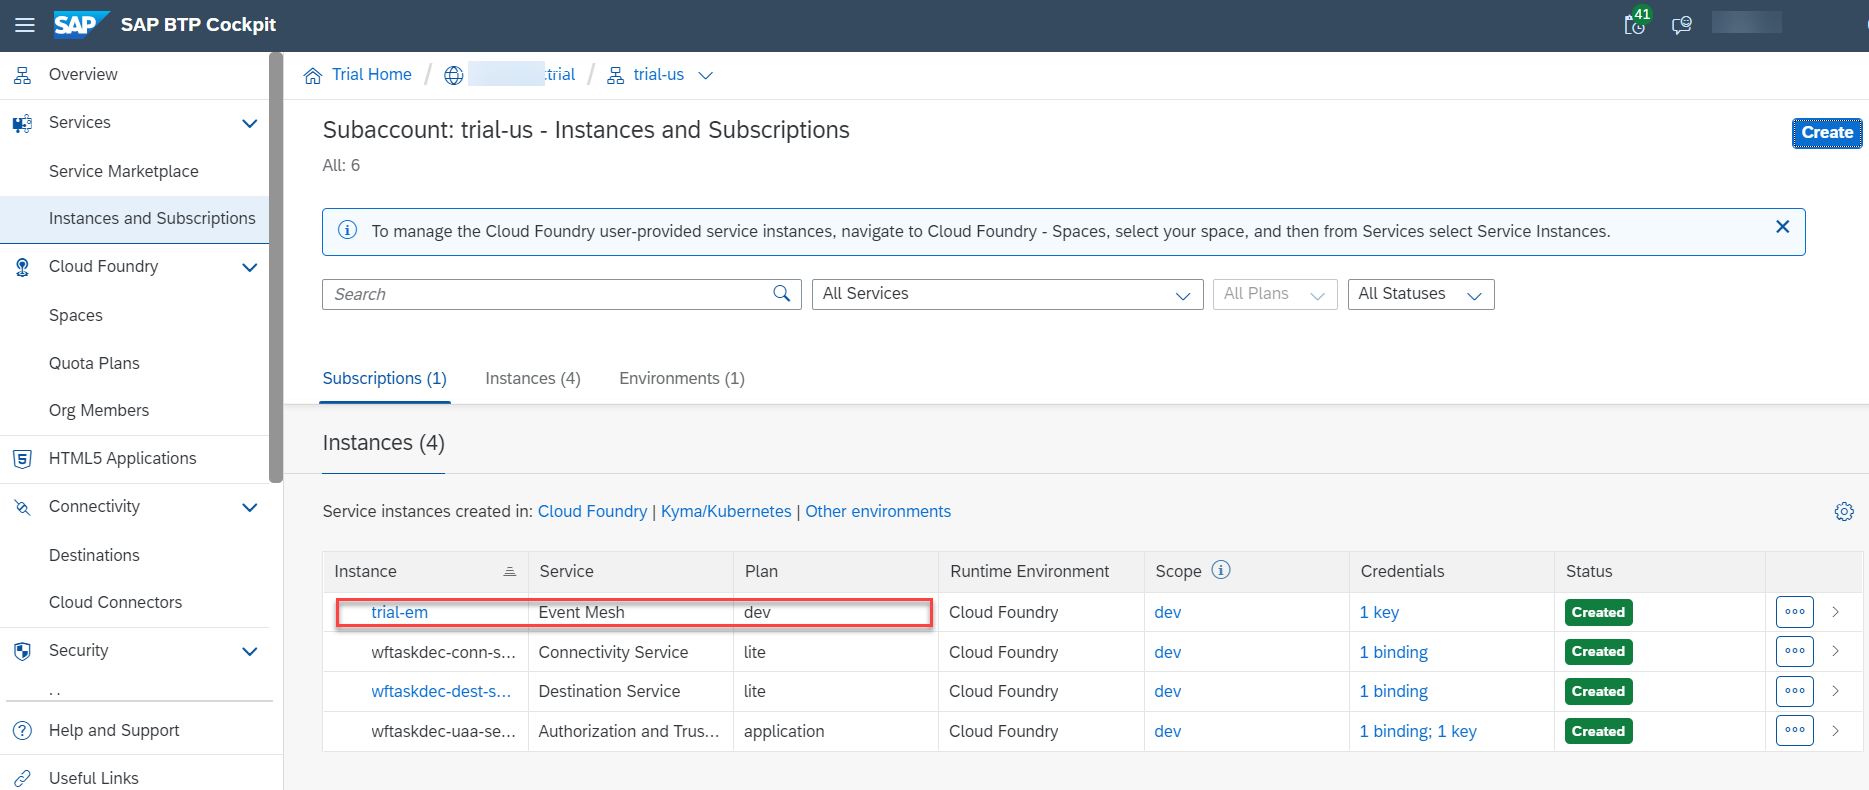 SAP SAP BTP Cockpit
41
Overview
Services
Service Marketplace
Instances and Subscriptions
Cloud Foundry
Spaces
Quota Plans
Org Members
HTML5 Applications
Connectivity
Destinations
Cloud Connectors
Security
Help and Support
Useful Links
Trial Home / trial / trial-us
Subaccount: trial-us - Instances and Subscriptions
Create
All: 6
To manage the Cloud Foundry user-provided service instances, navigate to Cloud Foundry - Spaces, select your space, and then from Services select Service Instances.
Search All Services All Plans All Statuses
Subscriptions (1) Instances (4) Environments (1)
Instances (4)
Service instances created in: Cloud Foundry | Kyma/Kubernetes | Other environments
Instance Service Plan Runtime Environment Scope Credentials Status
trial-em Event Mesh dev Cloud Foundry dev 1 key Created
wftaskdec-conn-s... Connectivity Service lite Cloud Foundry dev 1 binding Created
wftaskdec-dest-s... Destination Service lite Cloud Foundry dev 1 binding Created
wftaskdec-uaa-se... Authorization and Trus... application Cloud Foundry dev 1 binding; 1 key Created